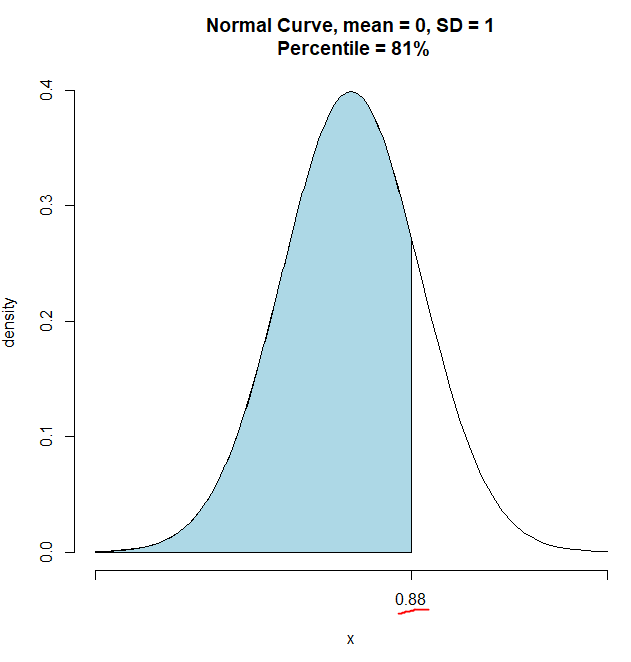 Normal Curve, mean = 0, SD = 1
Percentile = 81%
0.4
0.3
0.2
0.1
0.0
density
0.88
x